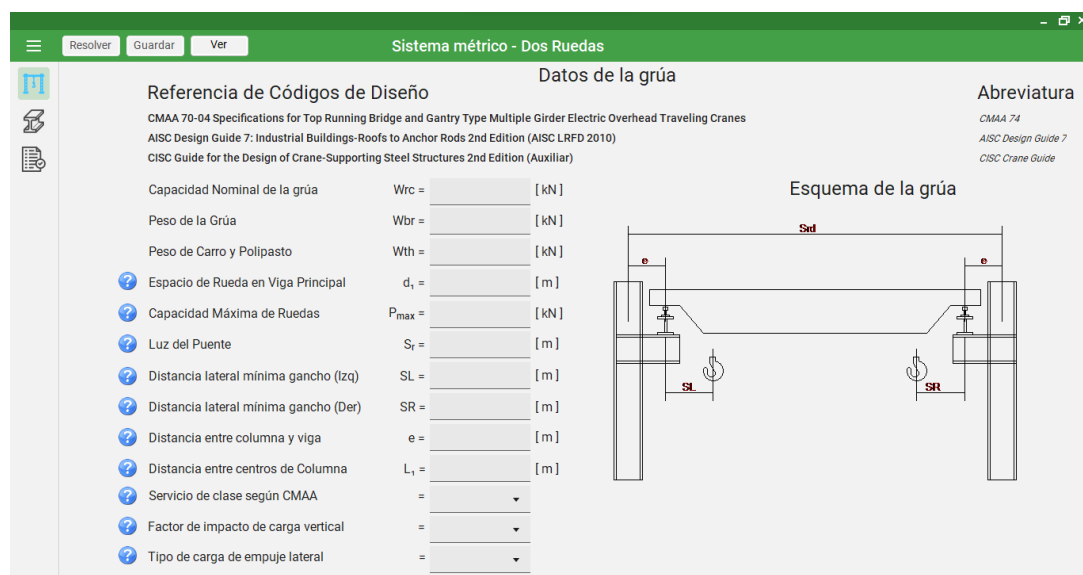 Resolver Guardar Ver Sistema métrico - Dos Ruedas
Datos de la grúa
Referencia de Códigos de Diseño Abreviatura
CMAA 70-04 Specifications for Top Running Bridge and Gantry Type Multiple Girder Electric Overhead Traveling Cranes CMAA 74
AISC Design Guide 7: Industrial Buildings-Roofs to Anchor Rods 2nd Edition (AISC LRFD 2010) AISC Design Guide 7
CISC Guide for the Design of Crane-Supporting Steel Structures 2nd Edition (Auxiliar) CISC Crane Guide
Capacidad Nominal de la grúa Wrc = [ kN ]
Esquema de la grúa
Peso de la Grúa Wbr = [ kN ]
Srd
Peso de Carro y Polipasto Wth = [ kN ]
e e
? Espacio de Rueda en Viga Principal d₁ = [ m ]
? Capacidad Máxima de Ruedas Pmax = [ kN ]
? Luz del Puente Sr = [ m ]
? Distancia lateral mínima gancho (Izq) SL = [ m ]
SL SR
? Distancia lateral mínima gancho (Der) SR = [ m ]
? Distancia entre columna y viga e = [ m ]
? Distancia entre centros de Columna L₁ = [ m ]
? Servicio de clase según CMAA =
? Factor de impacto de carga vertical =
? Tipo de carga de empuje lateral =